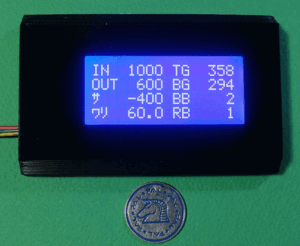 IN 1000 TG 358
OUT 600 BG 294
ｻ -400 BB 2
ﾜﾘ 60.0 RB 1